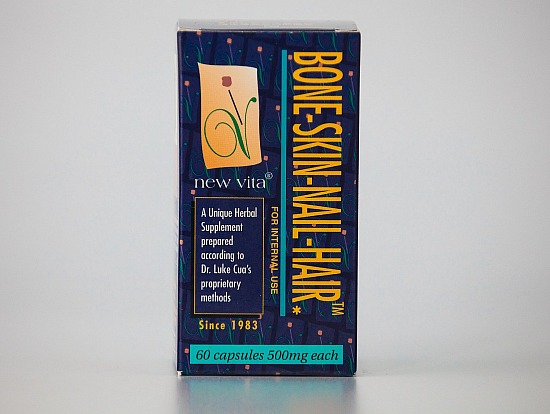 new vita®
A Unique Herbal
Supplement
prepared
according to
Dr. Luke Cua's
proprietary
methods
Since 1983
FOR INTERNAL USE
BONE-SKIN-NAIL-HAIR™*
60 capsules 500mg each